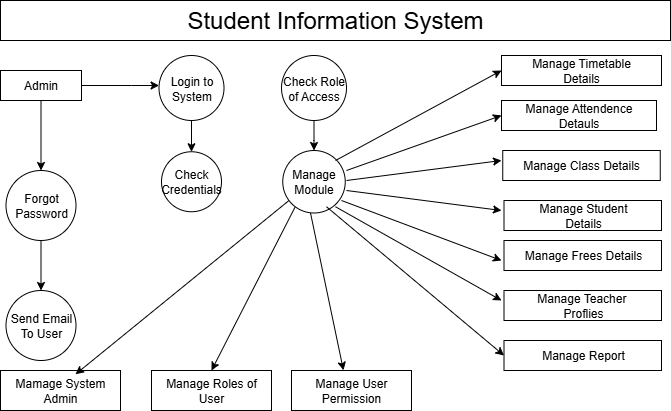 Student Information System
Admin
Login to
System
Check Role
of Access
Manage Timetable
Details
Manage Attendence
Detauls
Forgot
Password
Check
Credentials
Manage
Module
Manage Class Details
Manage Student
Details
Manage Frees Details
Send Email
To User
Manage Teacher
Proflies
Manage Report
Mamage System
Admin
Manage Roles of
User
Manage User
Permission